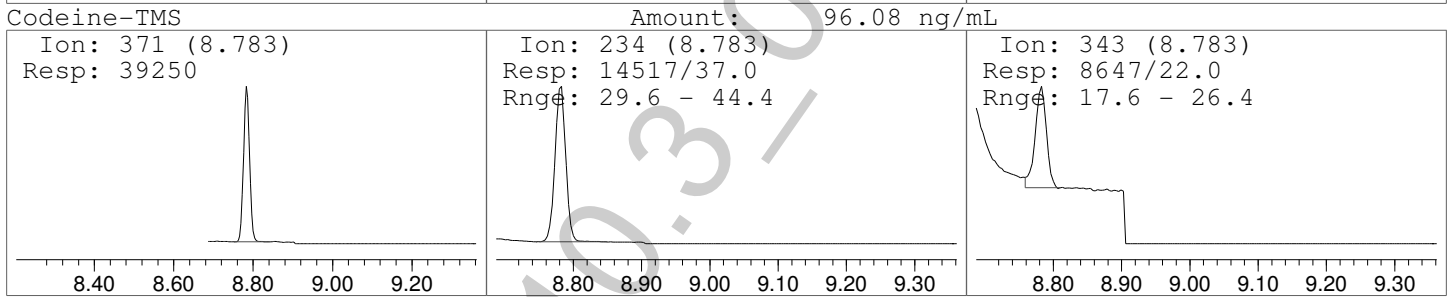 Codeine-TMS Amount: 96.08 ng/mL
Ion: 371 (8.783) Ion: 234 (8.783) Ion: 343 (8.783)
Resp: 39250 Resp: 14517/37.0 Resp: 8647/22.0
Rnge: 29.6 - 44.4 Rnge: 17.6 - 26.4
8.40 8.60 8.80 9.00 9.20 8.80 8.90 9.00 9.10 9.20 9.30 8.80 8.90 9.00 9.10 9.20 9.30
0.3_0